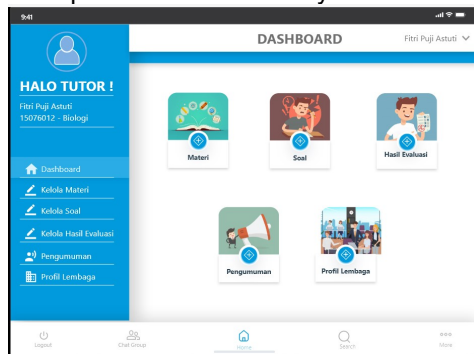 9:41
DASHBOARD
Fitri Puji Astuti
HALO TUTOR !
Fitri Puji Astuti
15076012 - Biologi
Dashboard
Kelola Materi
Kelola Soal
Kelola Hasil Evaluasi
Pengumuman
Profil Lembaga
Materi
Soal
Hasil Evaluasi
Pengumuman
Profil Lembaga
Logout
Chat Group
Home
Search
More